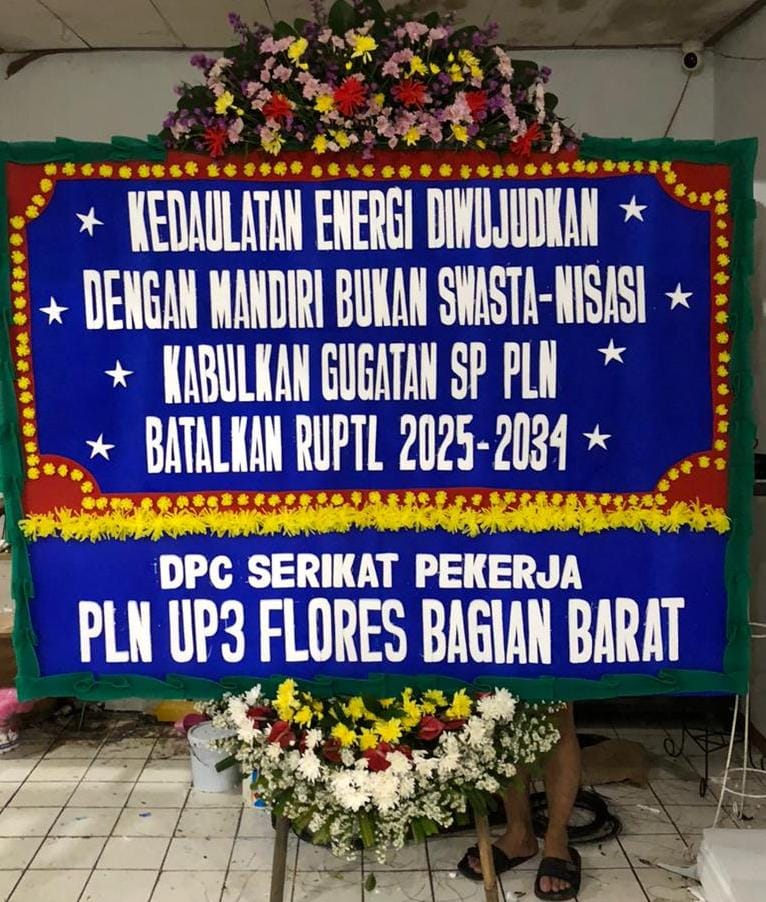 KEDAULATAN ENERGI DIWUJUDKAN
DENGAN MANDIRI BUKAN SWASTA-NISASI
KABULKAN GUGATAN SP PLN
BATALKAN RUPTL 2025-2034
DPC SERIKAT PEKERJA
PLN UP3 FLORES BAGIAN BARAT